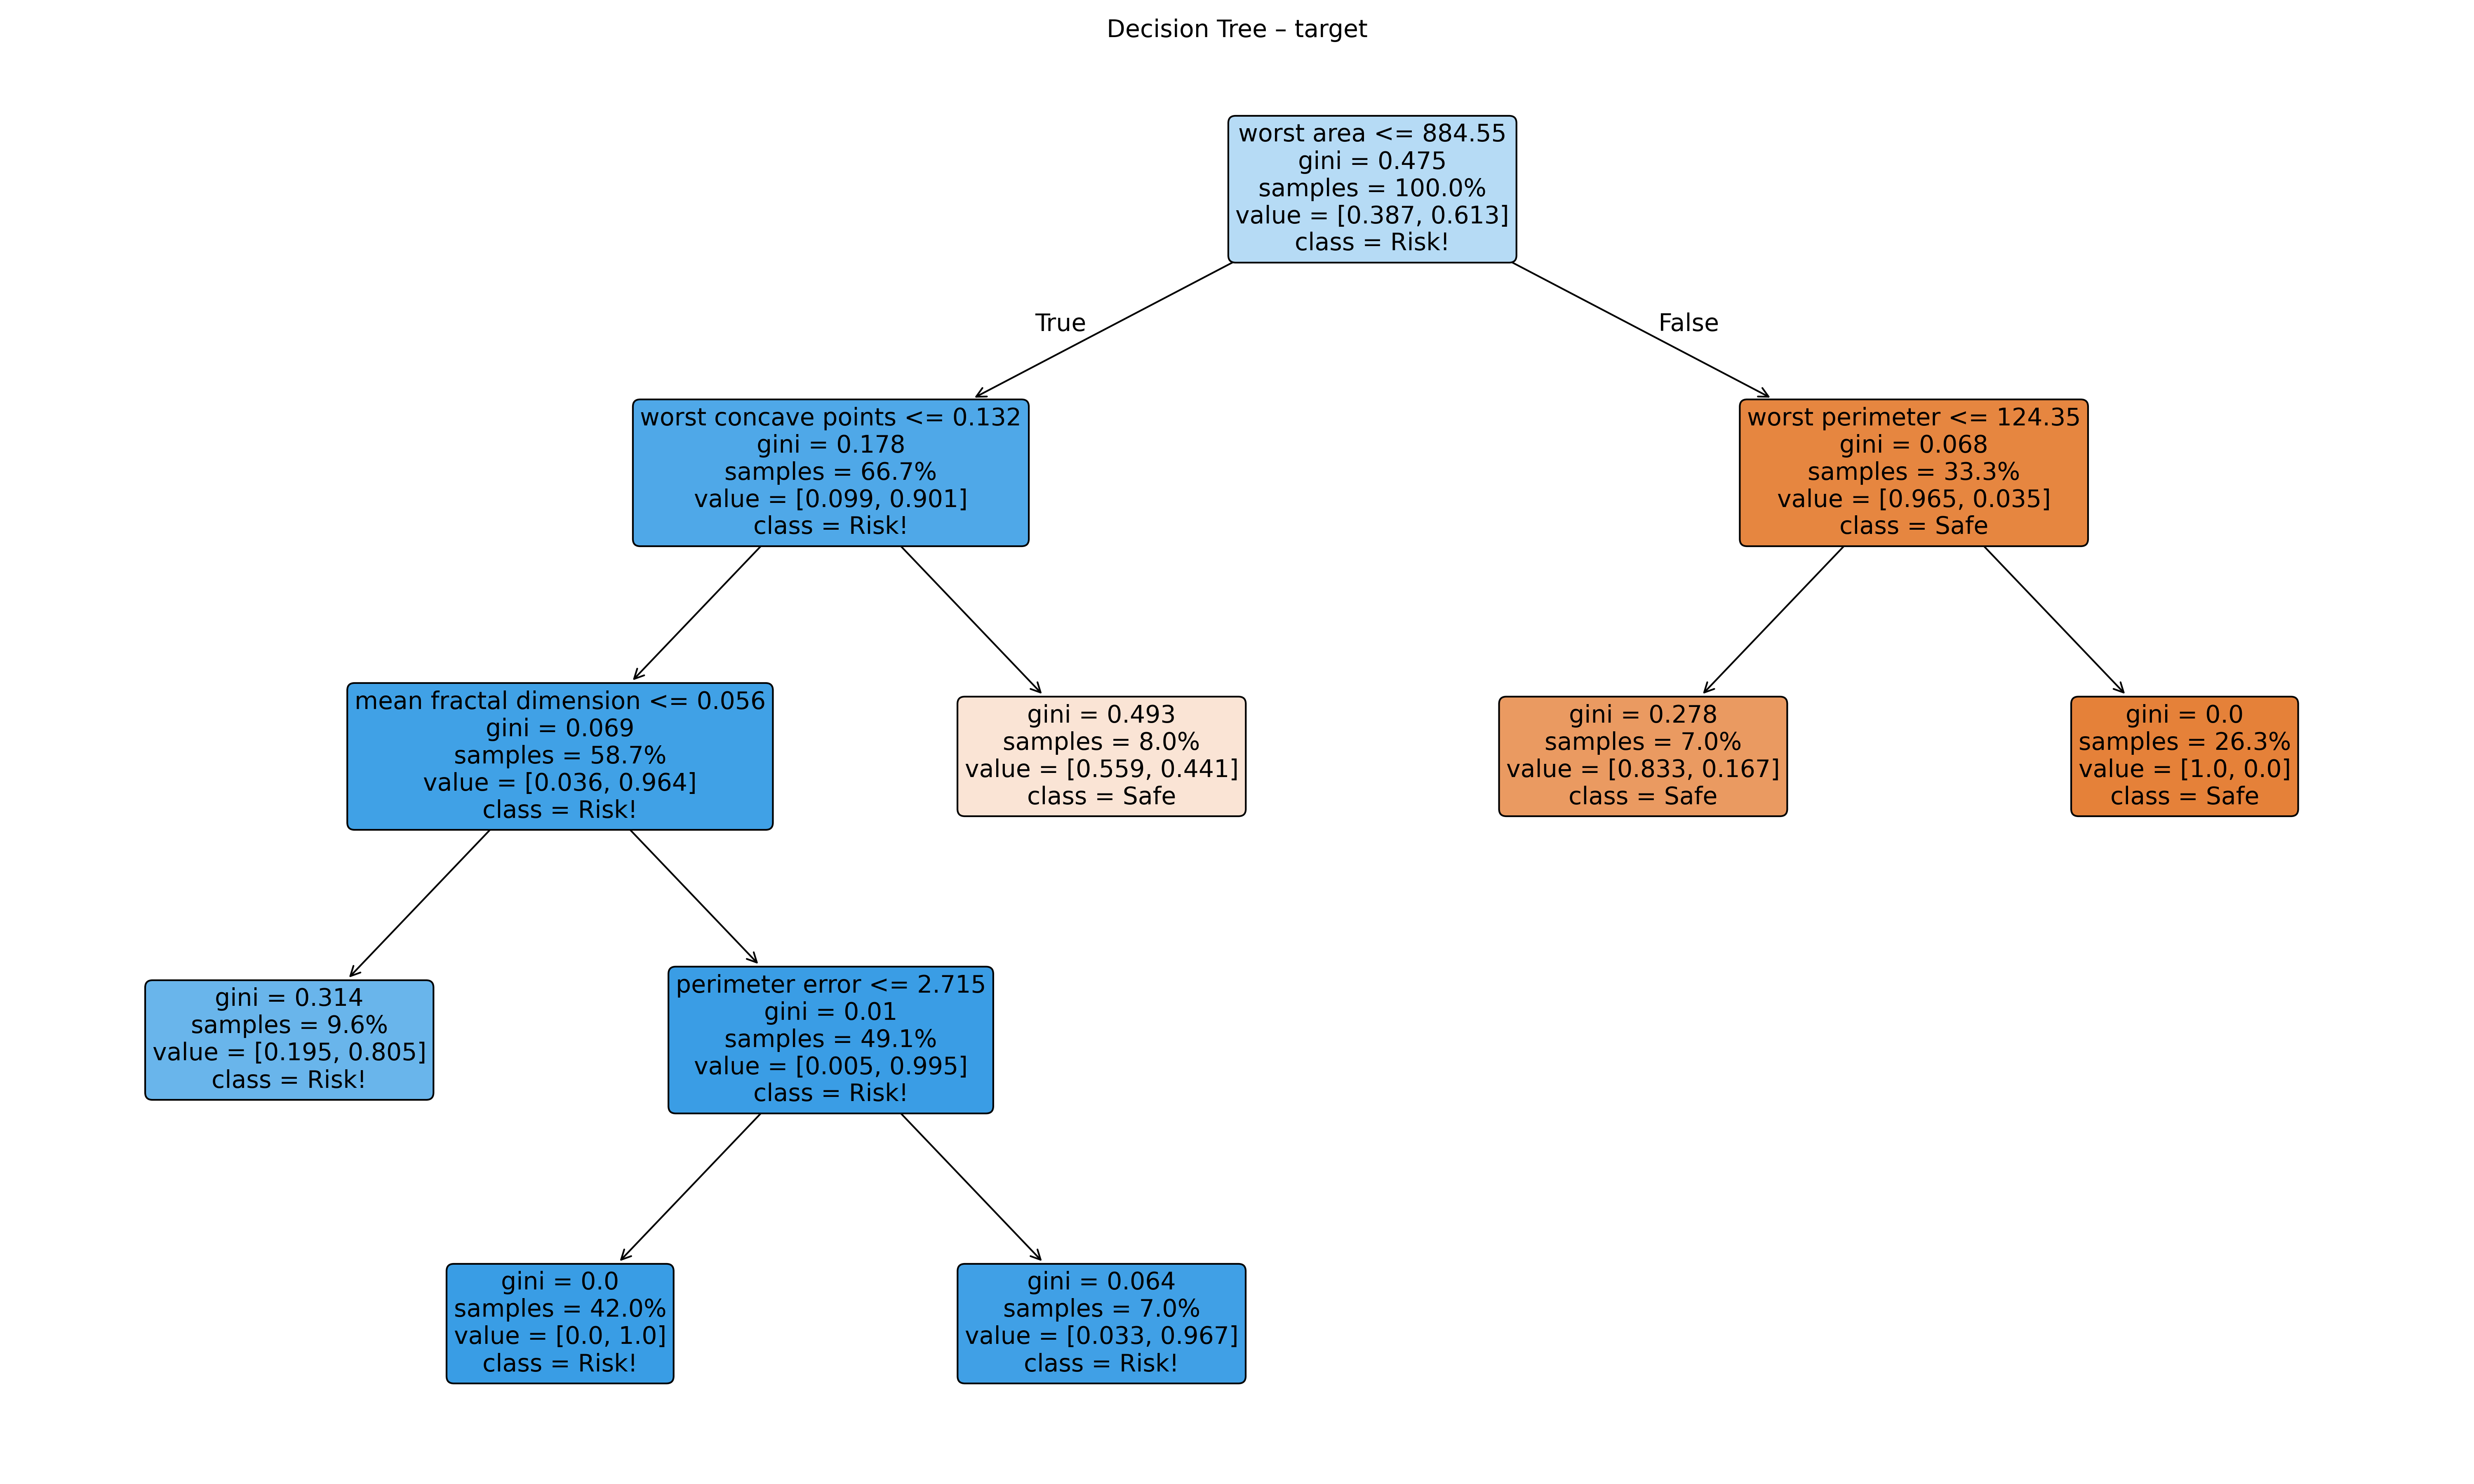 Decision Tree – target
worst area <= 884.55
gini = 0.475
samples = 100.0%
value = [0.387, 0.613]
class = Risk!
True
False
worst concave points <= 0.132
gini = 0.178
samples = 66.7%
value = [0.099, 0.901]
class = Risk!
worst perimeter <= 124.35
gini = 0.068
samples = 33.3%
value = [0.965, 0.035]
class = Safe
mean fractal dimension <= 0.056
gini = 0.069
samples = 58.7%
value = [0.036, 0.964]
class = Risk!
gini = 0.493
samples = 8.0%
value = [0.559, 0.441]
class = Safe
gini = 0.278
samples = 7.0%
value = [0.833, 0.167]
class = Safe
gini = 0.0
samples = 26.3%
value = [1.0, 0.0]
class = Safe
gini = 0.314
samples = 9.6%
value = [0.195, 0.805]
class = Risk!
perimeter error <= 2.715
gini = 0.01
samples = 49.1%
value = [0.005, 0.995]
class = Risk!
gini = 0.0
samples = 42.0%
value = [0.0, 1.0]
class = Risk!
gini = 0.064
samples = 7.0%
value = [0.033, 0.967]
class = Risk!